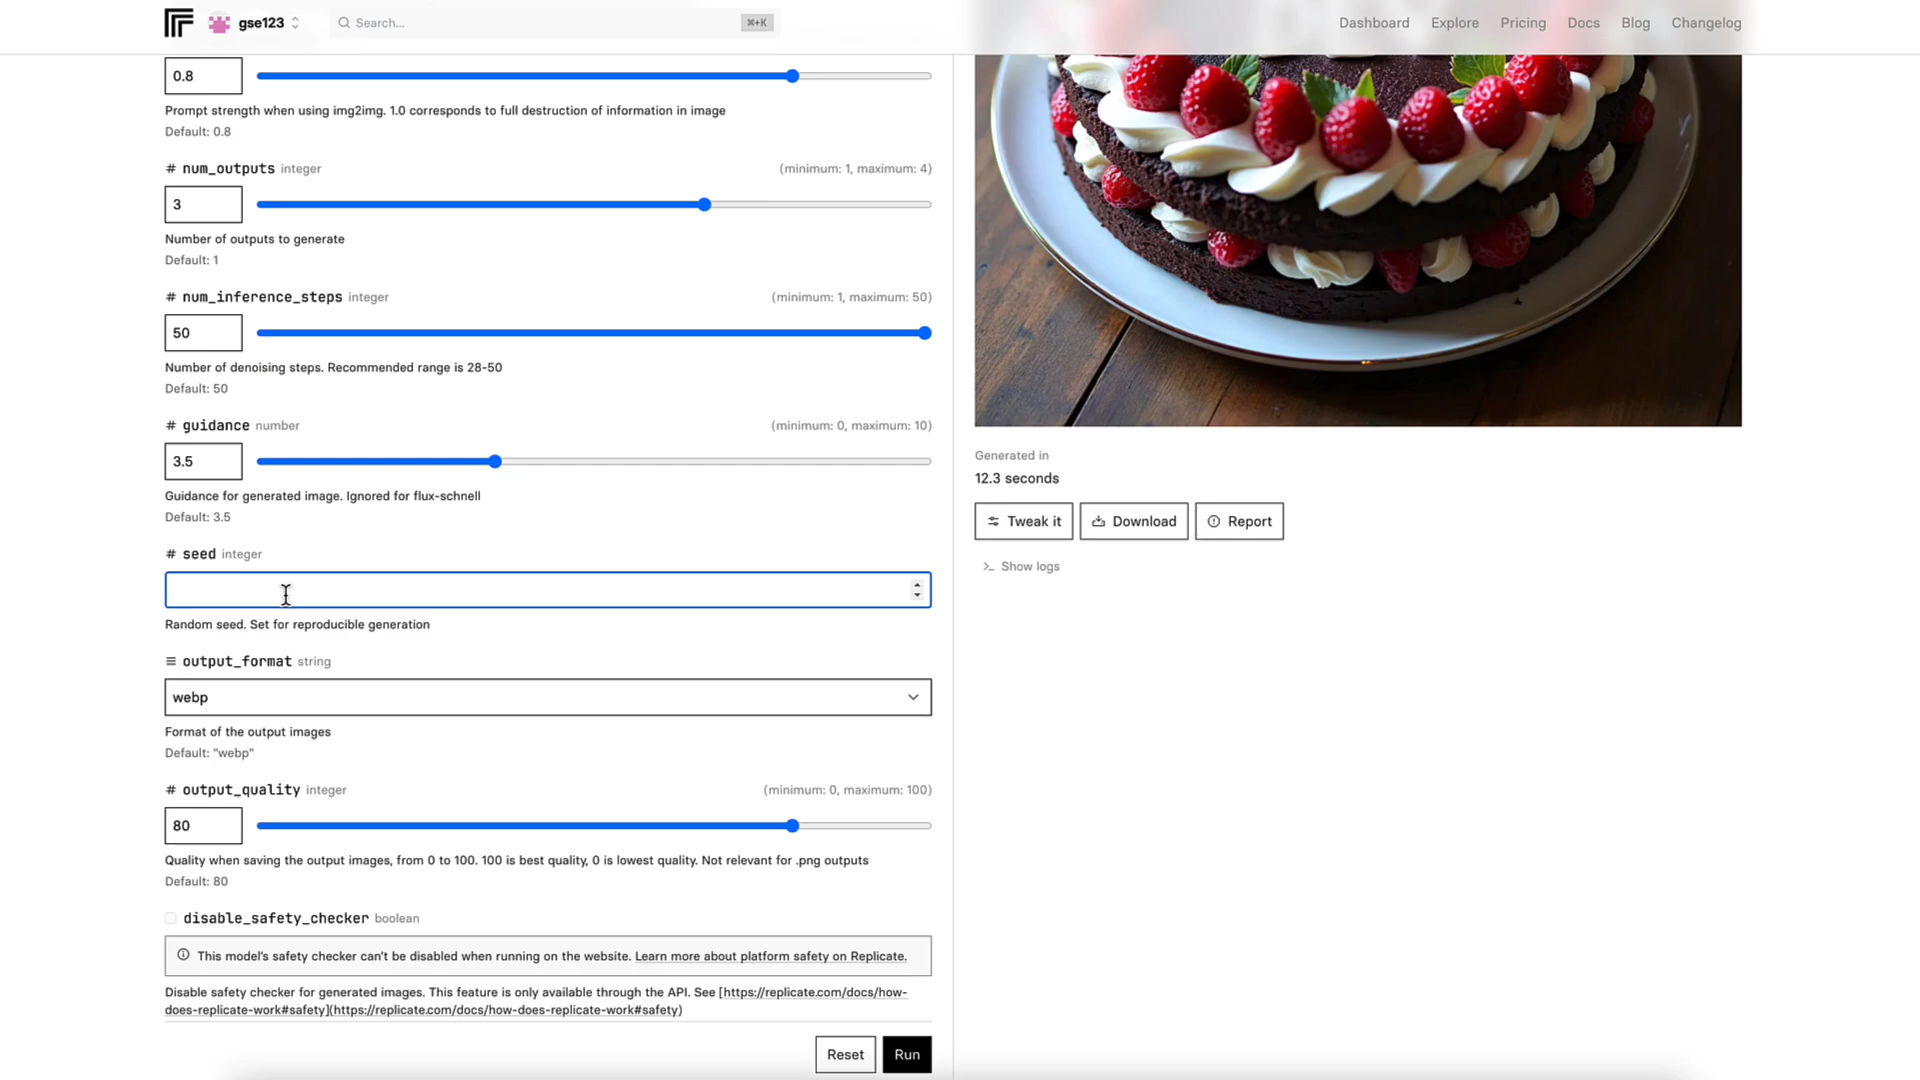 gse123
Search...
⌘+K
Dashboard
Explore
Pricing
Docs
Blog
Changelog
0.8
Prompt strength when using img2img. 1.0 corresponds to full destruction of information in image
Default: 0.8
# num_outputs integer (minimum: 1, maximum: 4)
3
Number of outputs to generate
Default: 1
# num_inference_steps integer (minimum: 1, maximum: 50)
50
Number of denoising steps. Recommended range is 28-50
Default: 50
# guidance number (minimum: 0, maximum: 10)
3.5
Guidance for generated image. Ignored for flux-schnell
Default: 3.5
# seed integer
Random seed. Set for reproducible generation
output_format string
webp
Format of the output images
Default: "webp"
# output_quality integer (minimum: 0, maximum: 100)
80
Quality when saving the output images, from 0 to 100. 100 is best quality, 0 is lowest quality. Not relevant for .png outputs
Default: 80
disable_safety_checker boolean
This model's safety checker can't be disabled when running on the website. Learn more about platform safety on Replicate.
Disable safety checker for generated images. This feature is only available through the API. See [https://replicate.com/docs/how-
does-replicate-work#safety](https://replicate.com/docs/how-does-replicate-work#safety)
Reset
Run
Generated in
12.3 seconds
Tweak it
Download
Report
>_ Show logs